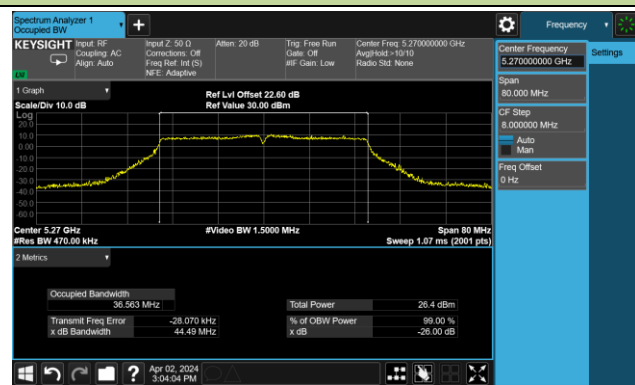 Spectrum Analyzer 1
Occupied BW
+
Frequency
KEYSIGHT
Input: RF
Coupling: AC
Align: Auto
Input Z: 50 Ω
Corrections: Off
Freq Ref: Int (S)
NFE: Adaptive
Atten: 20 dB
Trig: Free Run
Gate: Off
#IF Gain: Low
Center Freq: 5.270000000 GHz
Avg|Hold:>10/10
Radio Std: None
Center Frequency
5.270000000 GHz
Settings
Span
80.000 MHz
CF Step
8.000000 MHz
Auto
Man
Freq Offset
0 Hz
1 Graph
Scale/Div 10.0 dB
Ref Lvl Offset 22.60 dB
Ref Value 30.00 dBm
Log
20.0
10.0
0.00
-10.0
-20.0
-30.0
-40.0
-50.0
-60.0
Center 5.27 GHz
#Res BW 470.00 kHz
#Video BW 1.5000 MHz
Span 80 MHz
Sweep 1.07 ms (2001 pts)
2 Metrics
Occupied Bandwidth
36.563 MHz
Total Power 26.4 dBm
Transmit Freq Error -28.070 kHz
% of OBW Power 99.00 %
x dB Bandwidth 44.49 MHz
x dB -26.00 dB
?
Apr 02, 2024
3:04:04 PM